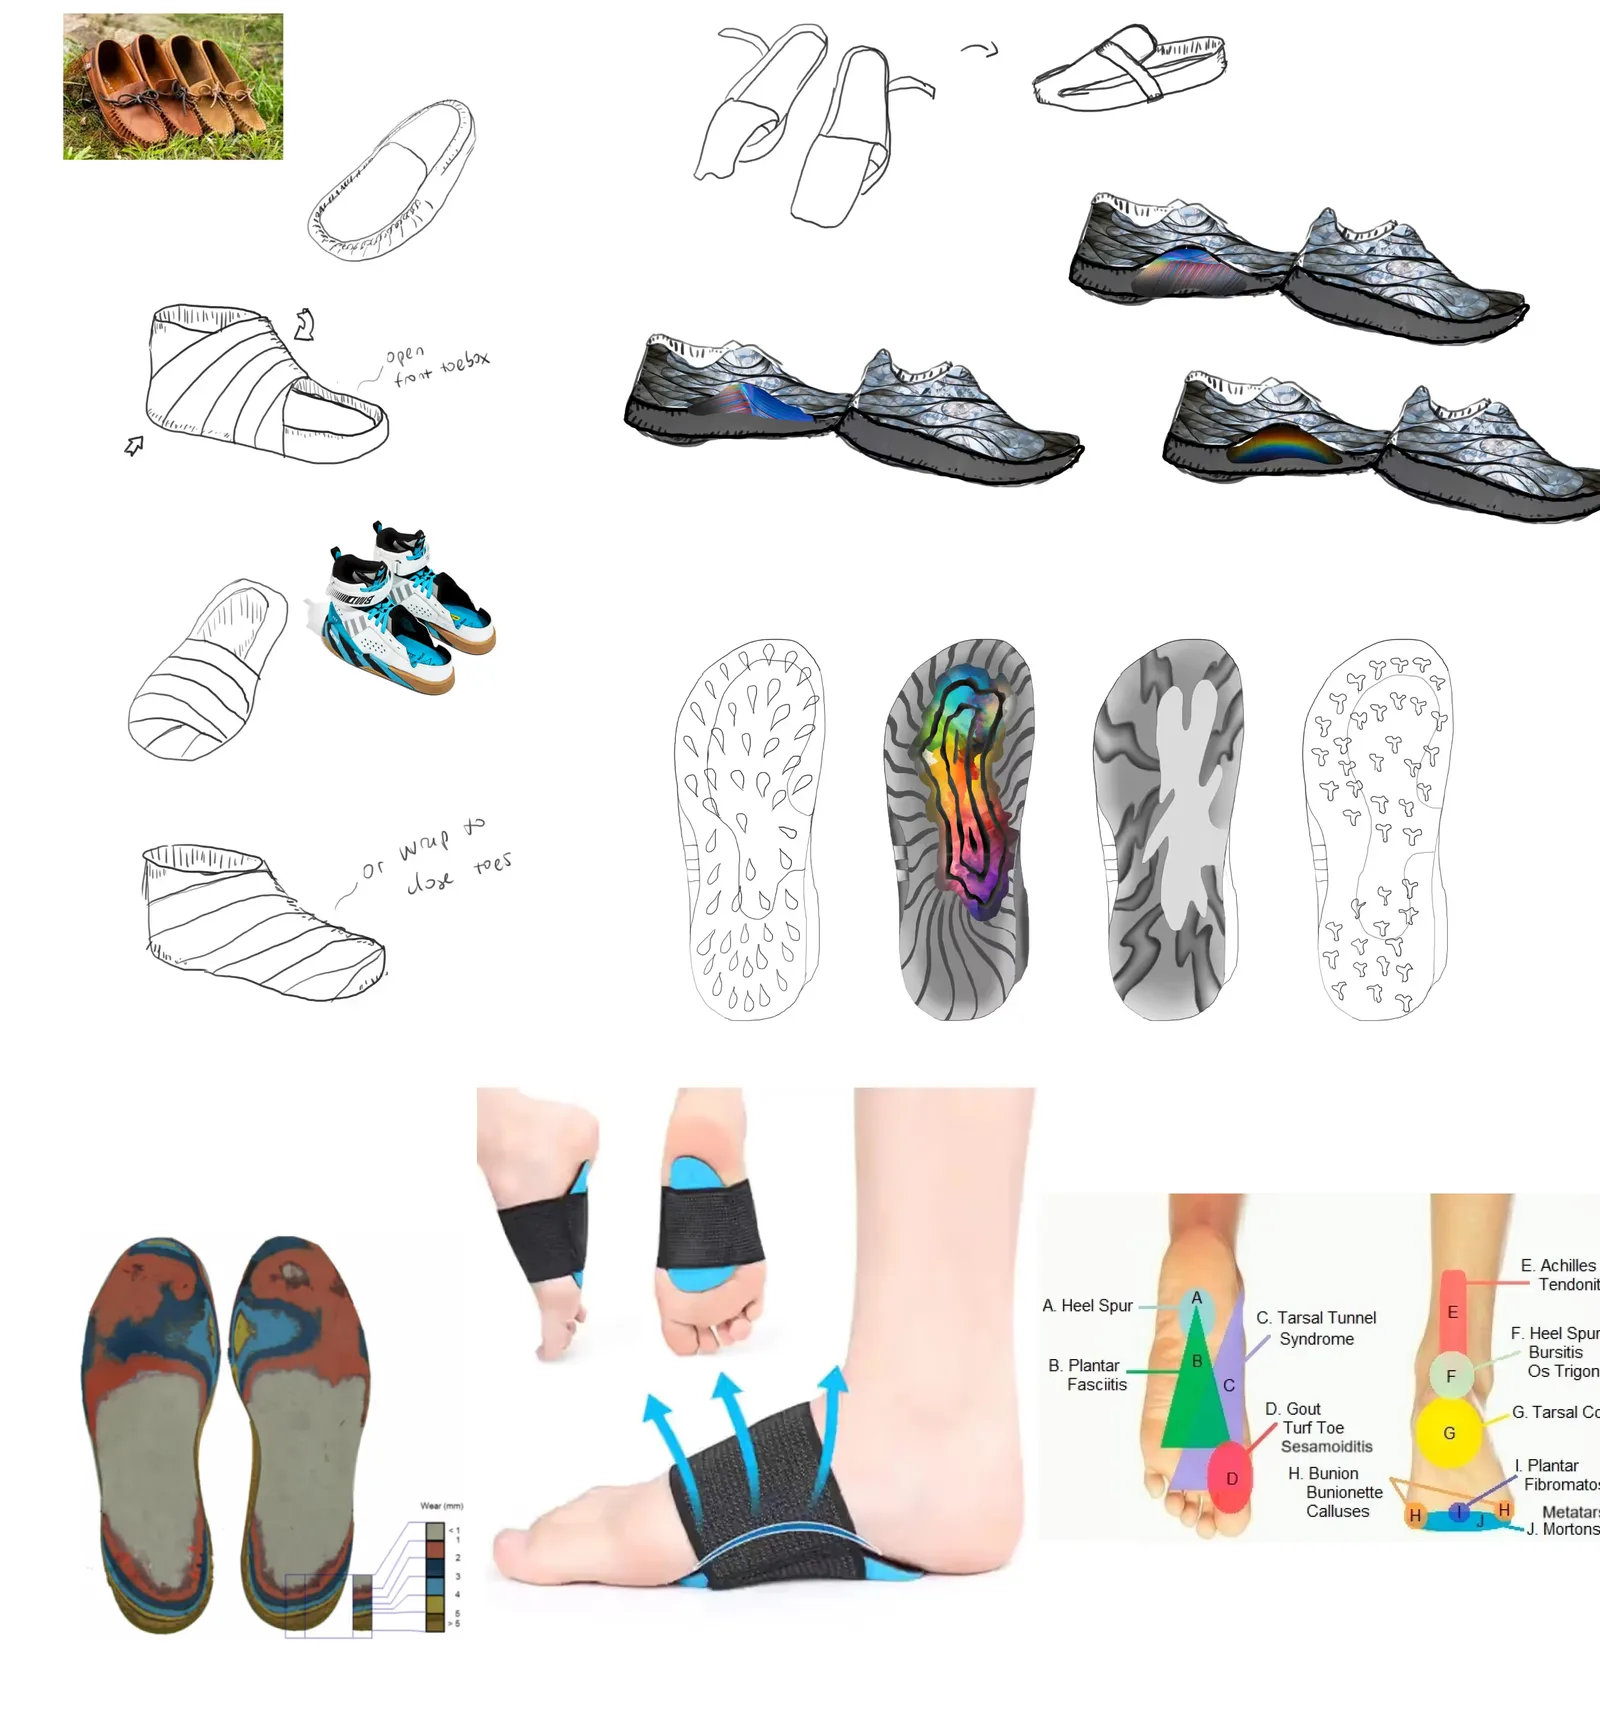 open
front toebox
or wrap to
close toes
A. Heel Spur
B. Plantar
Fasciitis
A
B
C
D
C. Tarsal Tunnel
Syndrome
D. Gout
Turf Toe
Sesamoiditis
H. Bunion
Bunionette
Calluses
E. Achilles
Tendonit
F. Heel Spur
Bursitis
Os Trigon
G. Tarsal Co
I. Plantar
Fibromatos
Metatars
J. Mortons
E
F
G
H
I
J
H
Wear (mm)
< 1
1
2
3
4
5
> 5